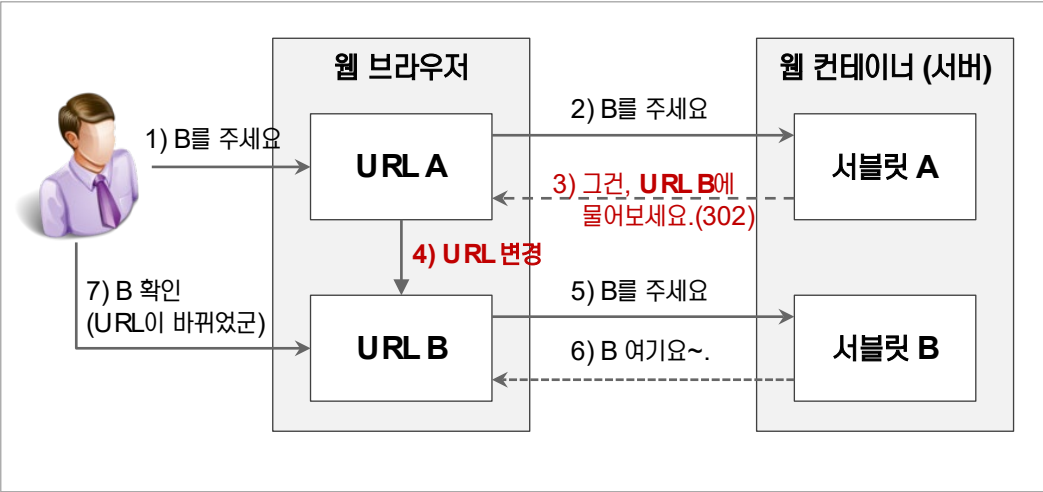 웹 브라우저
웹 컨테이너 (서버)
1) B를 주세요
URL A
2) B를 주세요
서블릿 A
3) 그건, URL B에
물어보세요.(302)
4) URL 변경
7) B 확인
(URL이 바뀌었군)
URL B
5) B를 주세요
6) B 여기요~.
서블릿 B